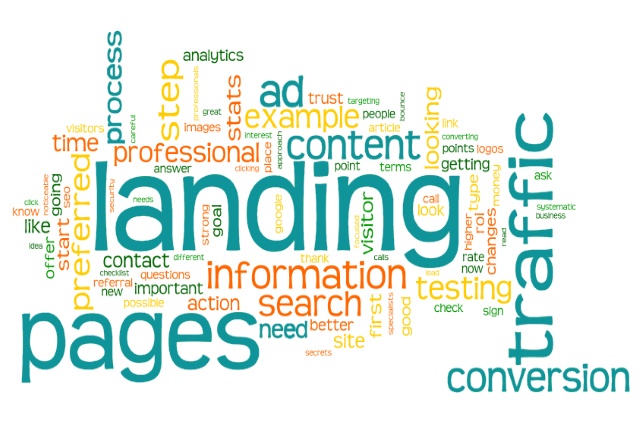 analytics
process
step
professionals
stats
great
careful
ad
trust
targeting
bounce
looking
link
example
people
visitors
images
interest
article
converting
time
professional
place
approach
content
points
logos
answer
clicking
point
terms
getting
traffic
click
noticeable
seo
going
preferred
landing
security
needs
strong
goal
google
focused
visitor
call
look
type
money
ask
know
like
start
higher
roi
changes
systematic
business
idea
offer
contact
different
thank
calls
rate
now
read
checklist
referral
new
questions
important
information
lead
testing
possible
action
search
first
specialists
good
check
sign
pages
need
better
site
secrets
conversion